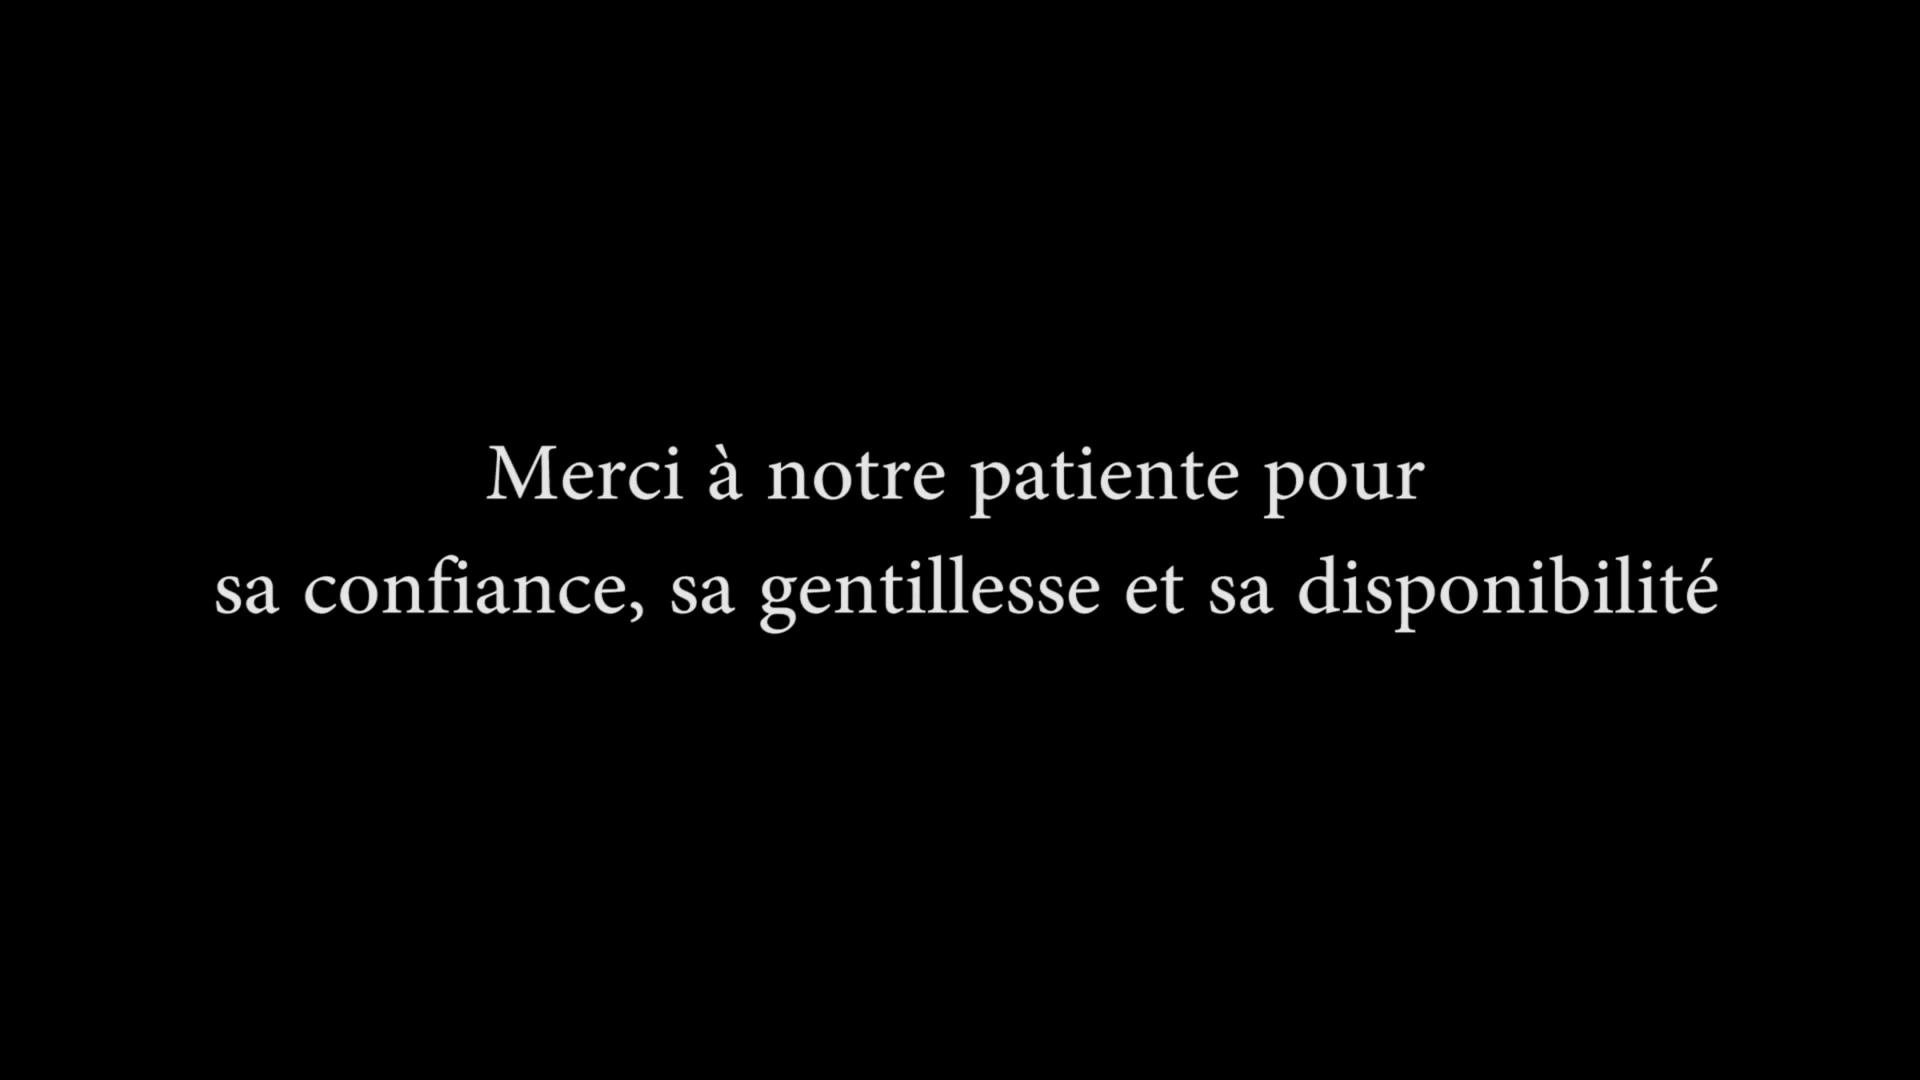 Merci à notre patiente pour
sa confiance, sa gentillesse et sa disponibilité